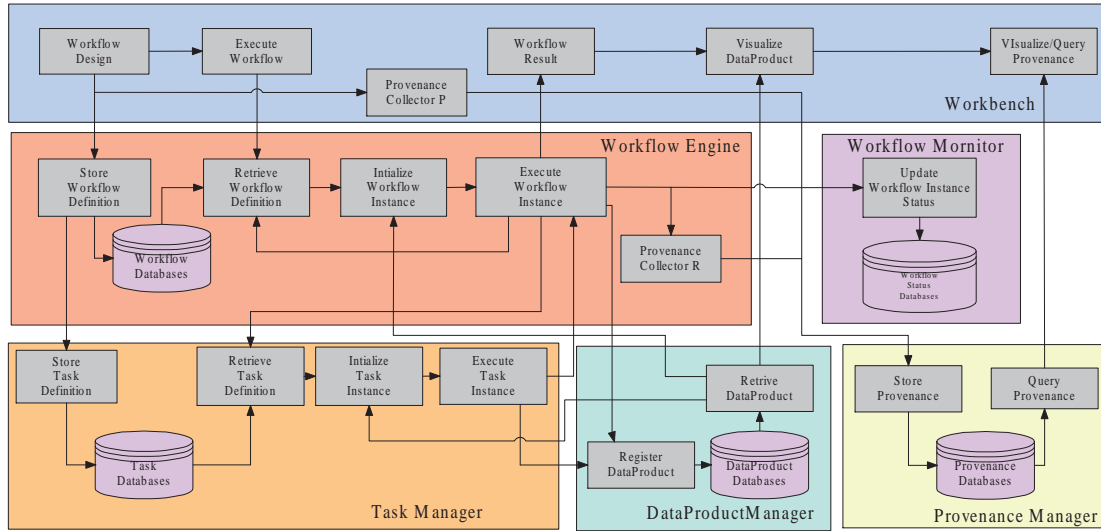 Workflow
Design
Execute
Workflow
Workflow
Result
Visualize
DataProduct
VIsualize/Query
Provenance
Provenance
Collector P
Workbench
Workflow Engine
Store
Workflow
Definition
Retrieve
Workflow
Definition
Intialize
Workflow
Instance
Execute
Workflow
Instance
Workflow
Databases
Provenance
Collector R
Workflow Mornitor
Update
Workflow Instance
Status
Workflow
Status
Databases
Store
Task
Definition
Retrieve
Task
Definition
Intialize
Task
Instance
Execute
Task
Instance
Task
Databases
Task Manager
Retrive
DataProduct
Register
DataProduct
DataProduct
Databases
DataProductManager
Store
Provenance
Query
Provenance
Provenance
Databases
Provenance Manager